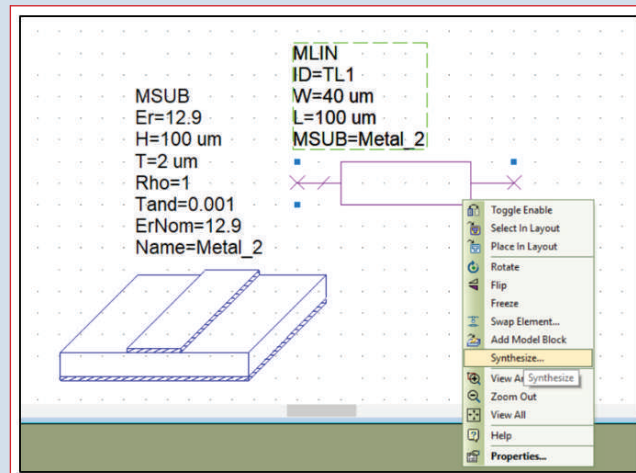 MLIN
ID=TL1
W=40 um
L=100 um
MSUB=Metal_2
MSUB
Er=12.9
H=100 um
T=2 um
Rho=1
Tand=0.001
ErNom=12.9
Name=Metal_2
Toggle Enable
Select In Layout
Place In Layout
Rotate
Flip
Freeze
Swap Element...
Add Model Block
Synthesize...
View
Synthesize
Zoom Out
View All
Help
Properties...